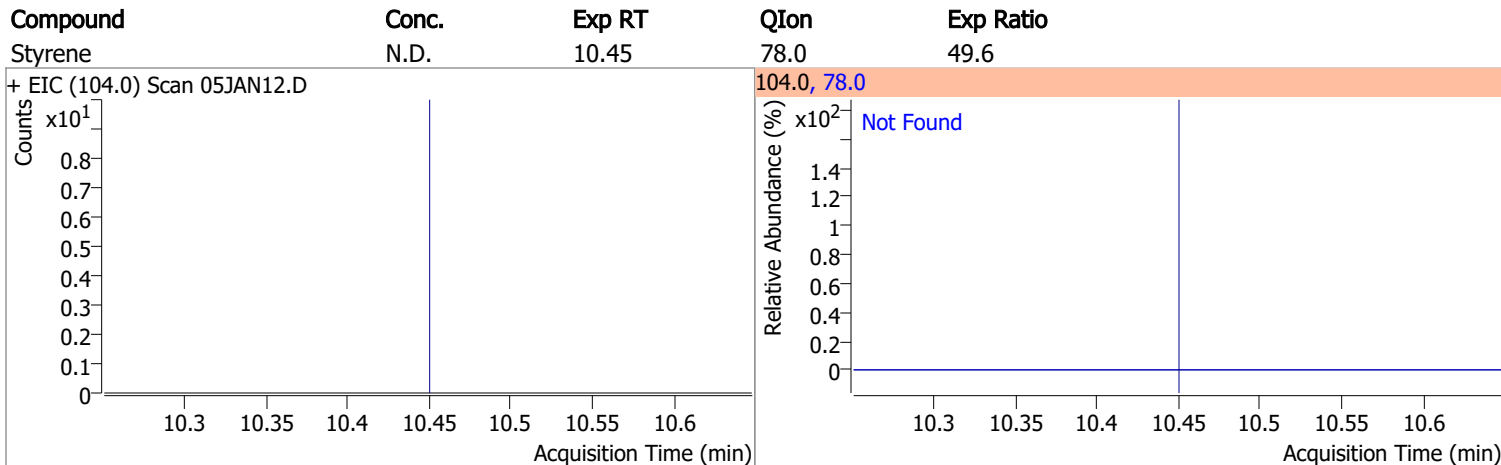 Compound Conc. Exp RT QIon Exp Ratio
Styrene N.D. 10.45 78.0 49.6
+ EIC (104.0) Scan 05JAN12.D
Counts
x101
0.8
0.7
0.6
0.5
0.4
0.3
0.2
0.1
0
10.3 10.35 10.4 10.45 10.5 10.55 10.6
Acquisition Time (min)
104.0, 78.0
Relative Abundance (%)
x102
Not Found
1.4
1.2
1
0.8
0.6
0.4
0.2
0
10.3 10.35 10.4 10.45 10.5 10.55 10.6
Acquisition Time (min)